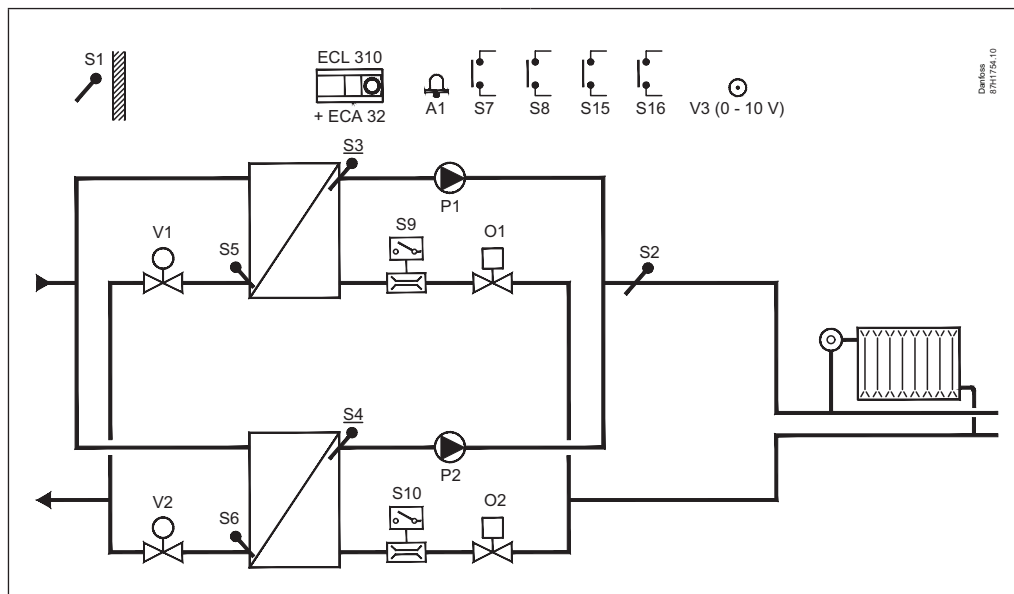 S1
ECL 310
+ ECA 32
A1
S7
S8
S15
S16
V3 (0 - 10 V)
Danfoss
87H1754.10
S3
P1
V1
S5
S9
O1
S2
S4
P2
V2
S6
S10
O2